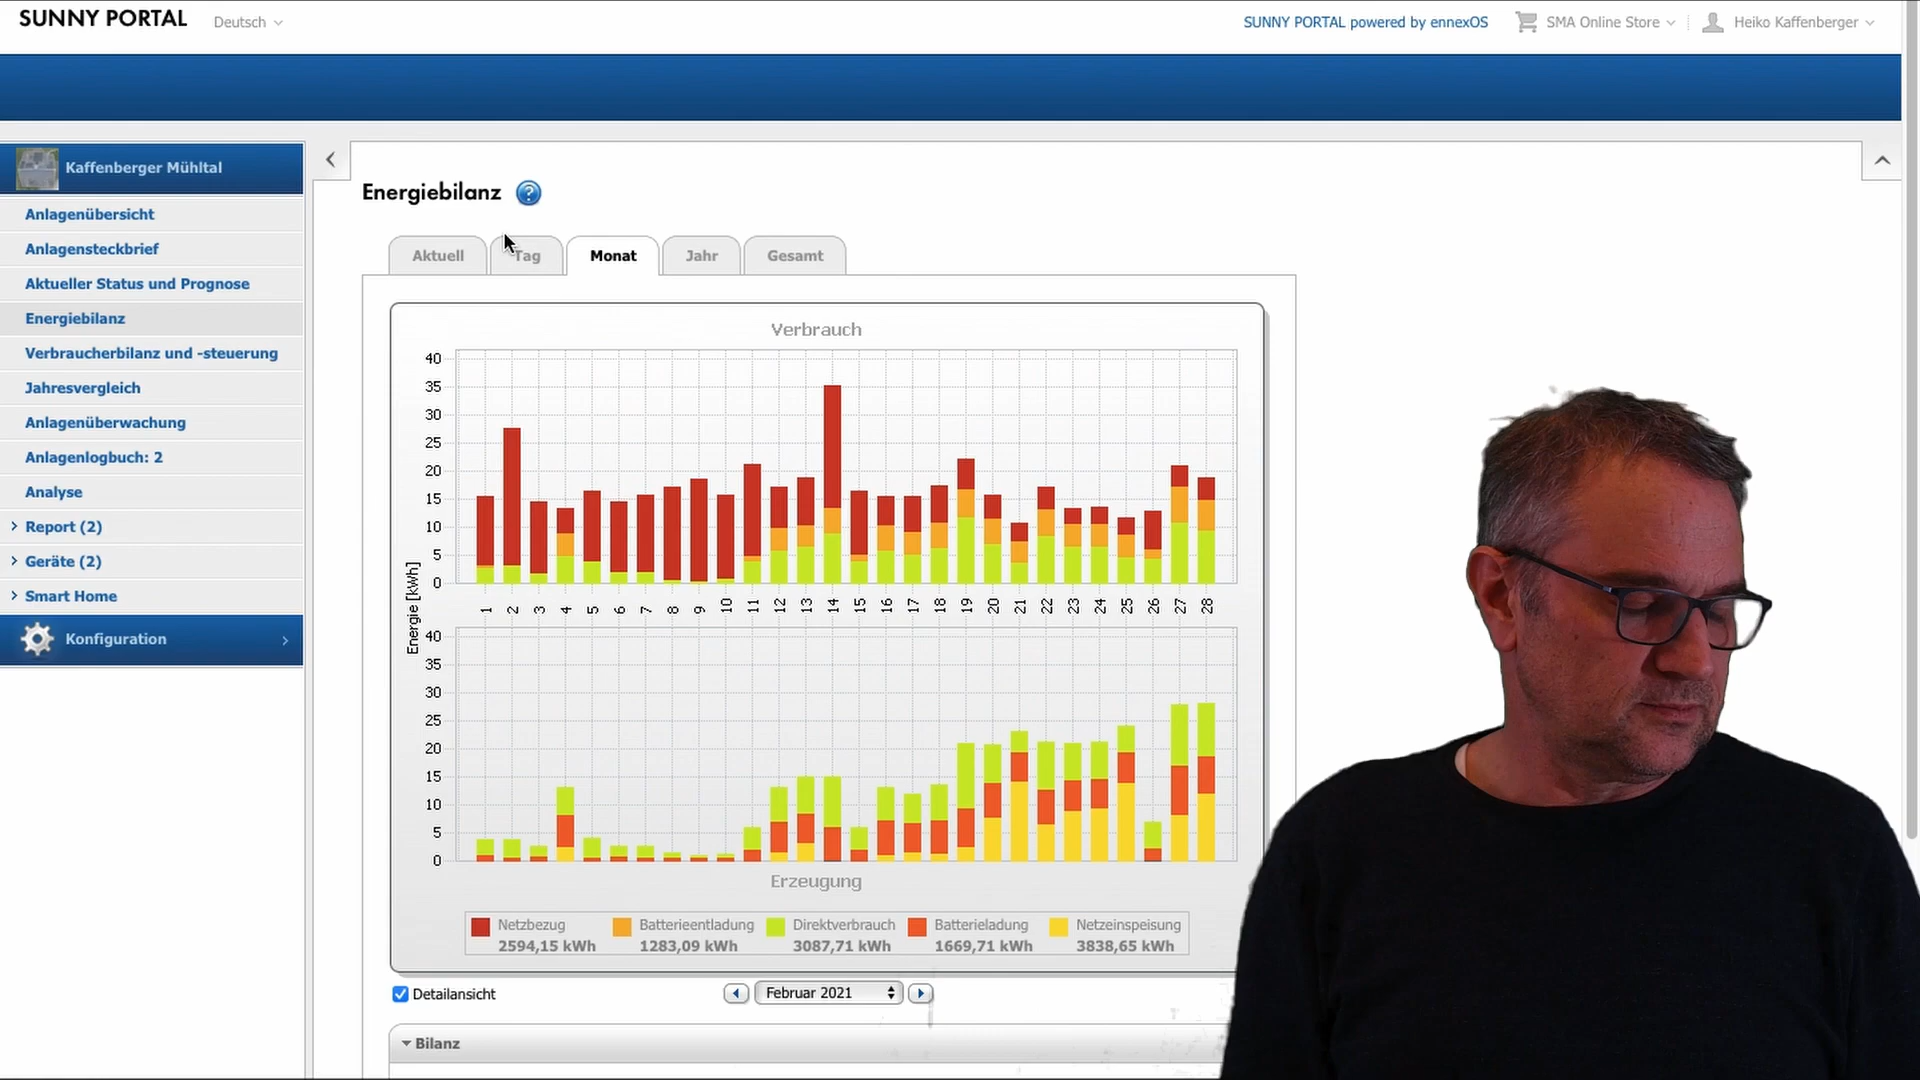 SUNNY PORTAL
Deutsch
SUNNY PORTAL powered by ennexOS
SMA Online Store
Heiko Kaffenberger
Kaffenberger Mühltal
Anlagenübersicht
Anlagensteckbrief
Aktueller Status und Prognose
Energiebilanz
Verbraucherbilanz und -steuerung
Jahresvergleich
Anlagenüberwachung
Anlagenlogbuch: 2
Analyse
Report (2)
Geräte (2)
Smart Home
Konfiguration
Energiebilanz ?
Aktuell Tag Monat Jahr Gesamt
Verbrauch
40
35
30
25
20
15
10
5
0
1 2 3 4 5 6 7 8 9 10 11 12 13 14 15 16 17 18 19 20 21 22 23 24 25 26 27 28
Energie [kWh]
40
35
30
25
20
15
10
5
0
Erzeugung
Netzbezug Batterieentladung Direktverbrauch Batterieladung Netzeinspeisung
2594,15 kWh 1283,09 kWh 3087,71 kWh 1669,71 kWh 3838,65 kWh
Detailansicht
Februar 2021
Bilanz